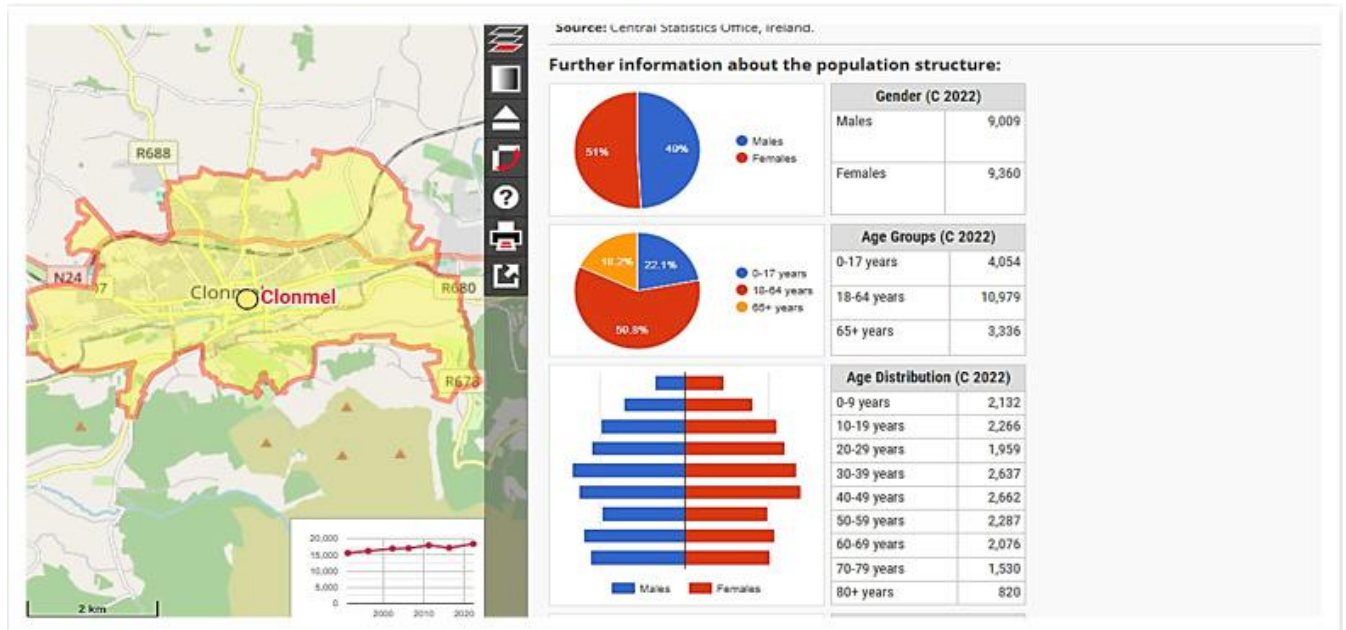 Source: Central Statistics Office, Ireland.
Further information about the population structure:
R688
N24
Clonmel
R680
R678
2 km
20,000
15,000
10,000
5,000
0
2000 2010 2020
51% 49%
Males
Females
Gender (C 2022)
Males 9,009
Females 9,360
18.2% 22.1%
50.8%
0-17 years
18-64 years
65+ years
Age Groups (C 2022)
0-17 years 4,054
18-64 years 10,979
65+ years 3,336
Males Females
Age Distribution (C 2022)
0-9 years 2,132
10-19 years 2,266
20-29 years 1,959
30-39 years 2,637
40-49 years 2,662
50-59 years 2,287
60-69 years 2,076
70-79 years 1,530
80+ years 820